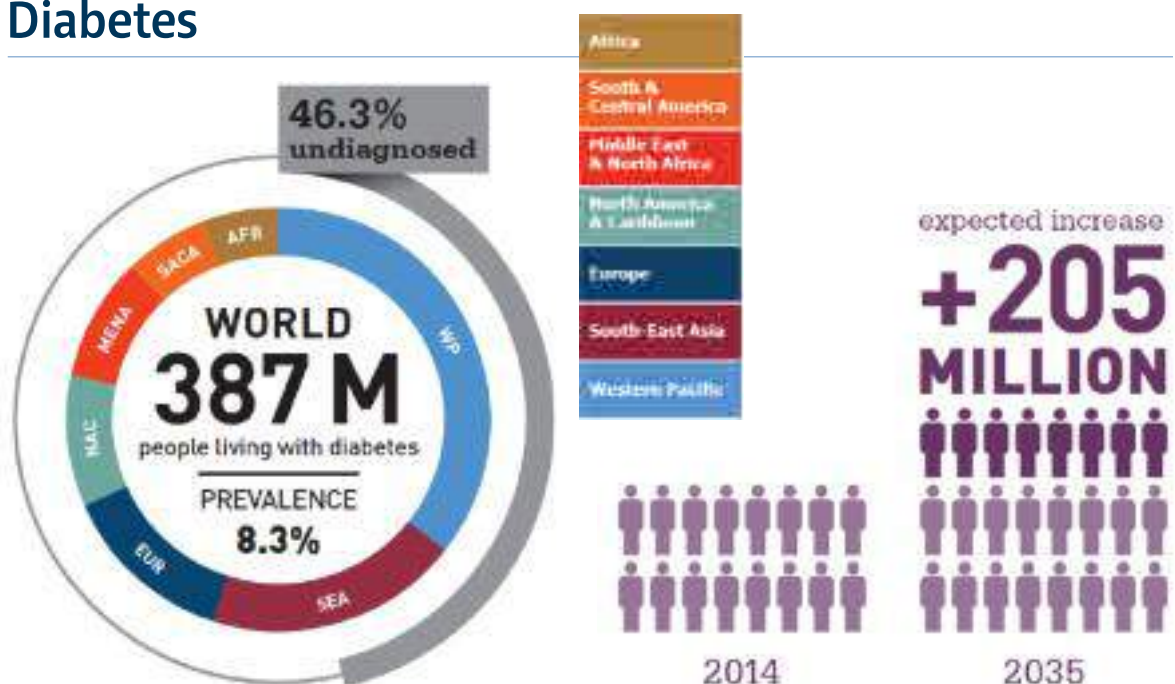 Diabetes
46.3%
undiagnosed
AFR
SACA
MENA
NAC
EUR
SEA
WP
WORLD
387 M
people living with diabetes
PREVALENCE
8.3%
Africa
South &
Central America
Middle East
& North Africa
North America
& Caribbean
Europe
South-East Asia
Western Pacific
expected increase
+205
MILLION
2014
2035